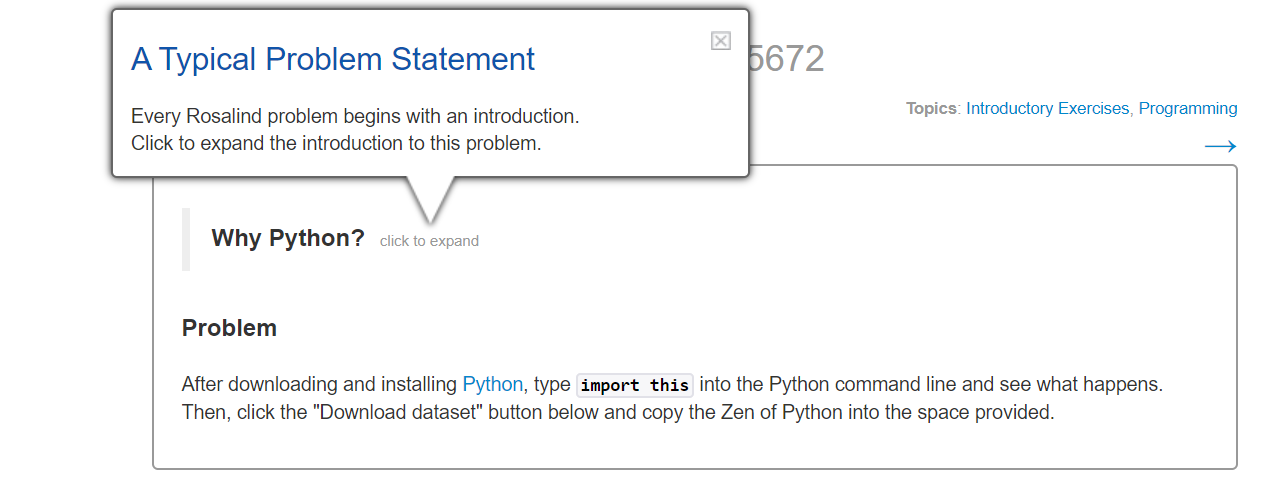 A Typical Problem Statement
Every Rosalind problem begins with an introduction.
Click to expand the introduction to this problem.
5672
Topics: Introductory Exercises, Programming
→
Why Python? click to expand
Problem
After downloading and installing Python, type import this into the Python command line and see what happens.
Then, click the "Download dataset" button below and copy the Zen of Python into the space provided.